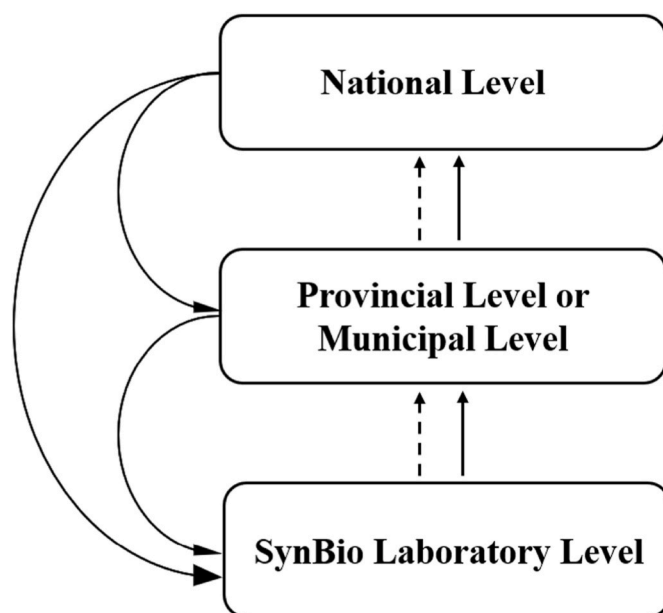 National Level
Provincial Level or
Municipal Level
SynBio Laboratory Level